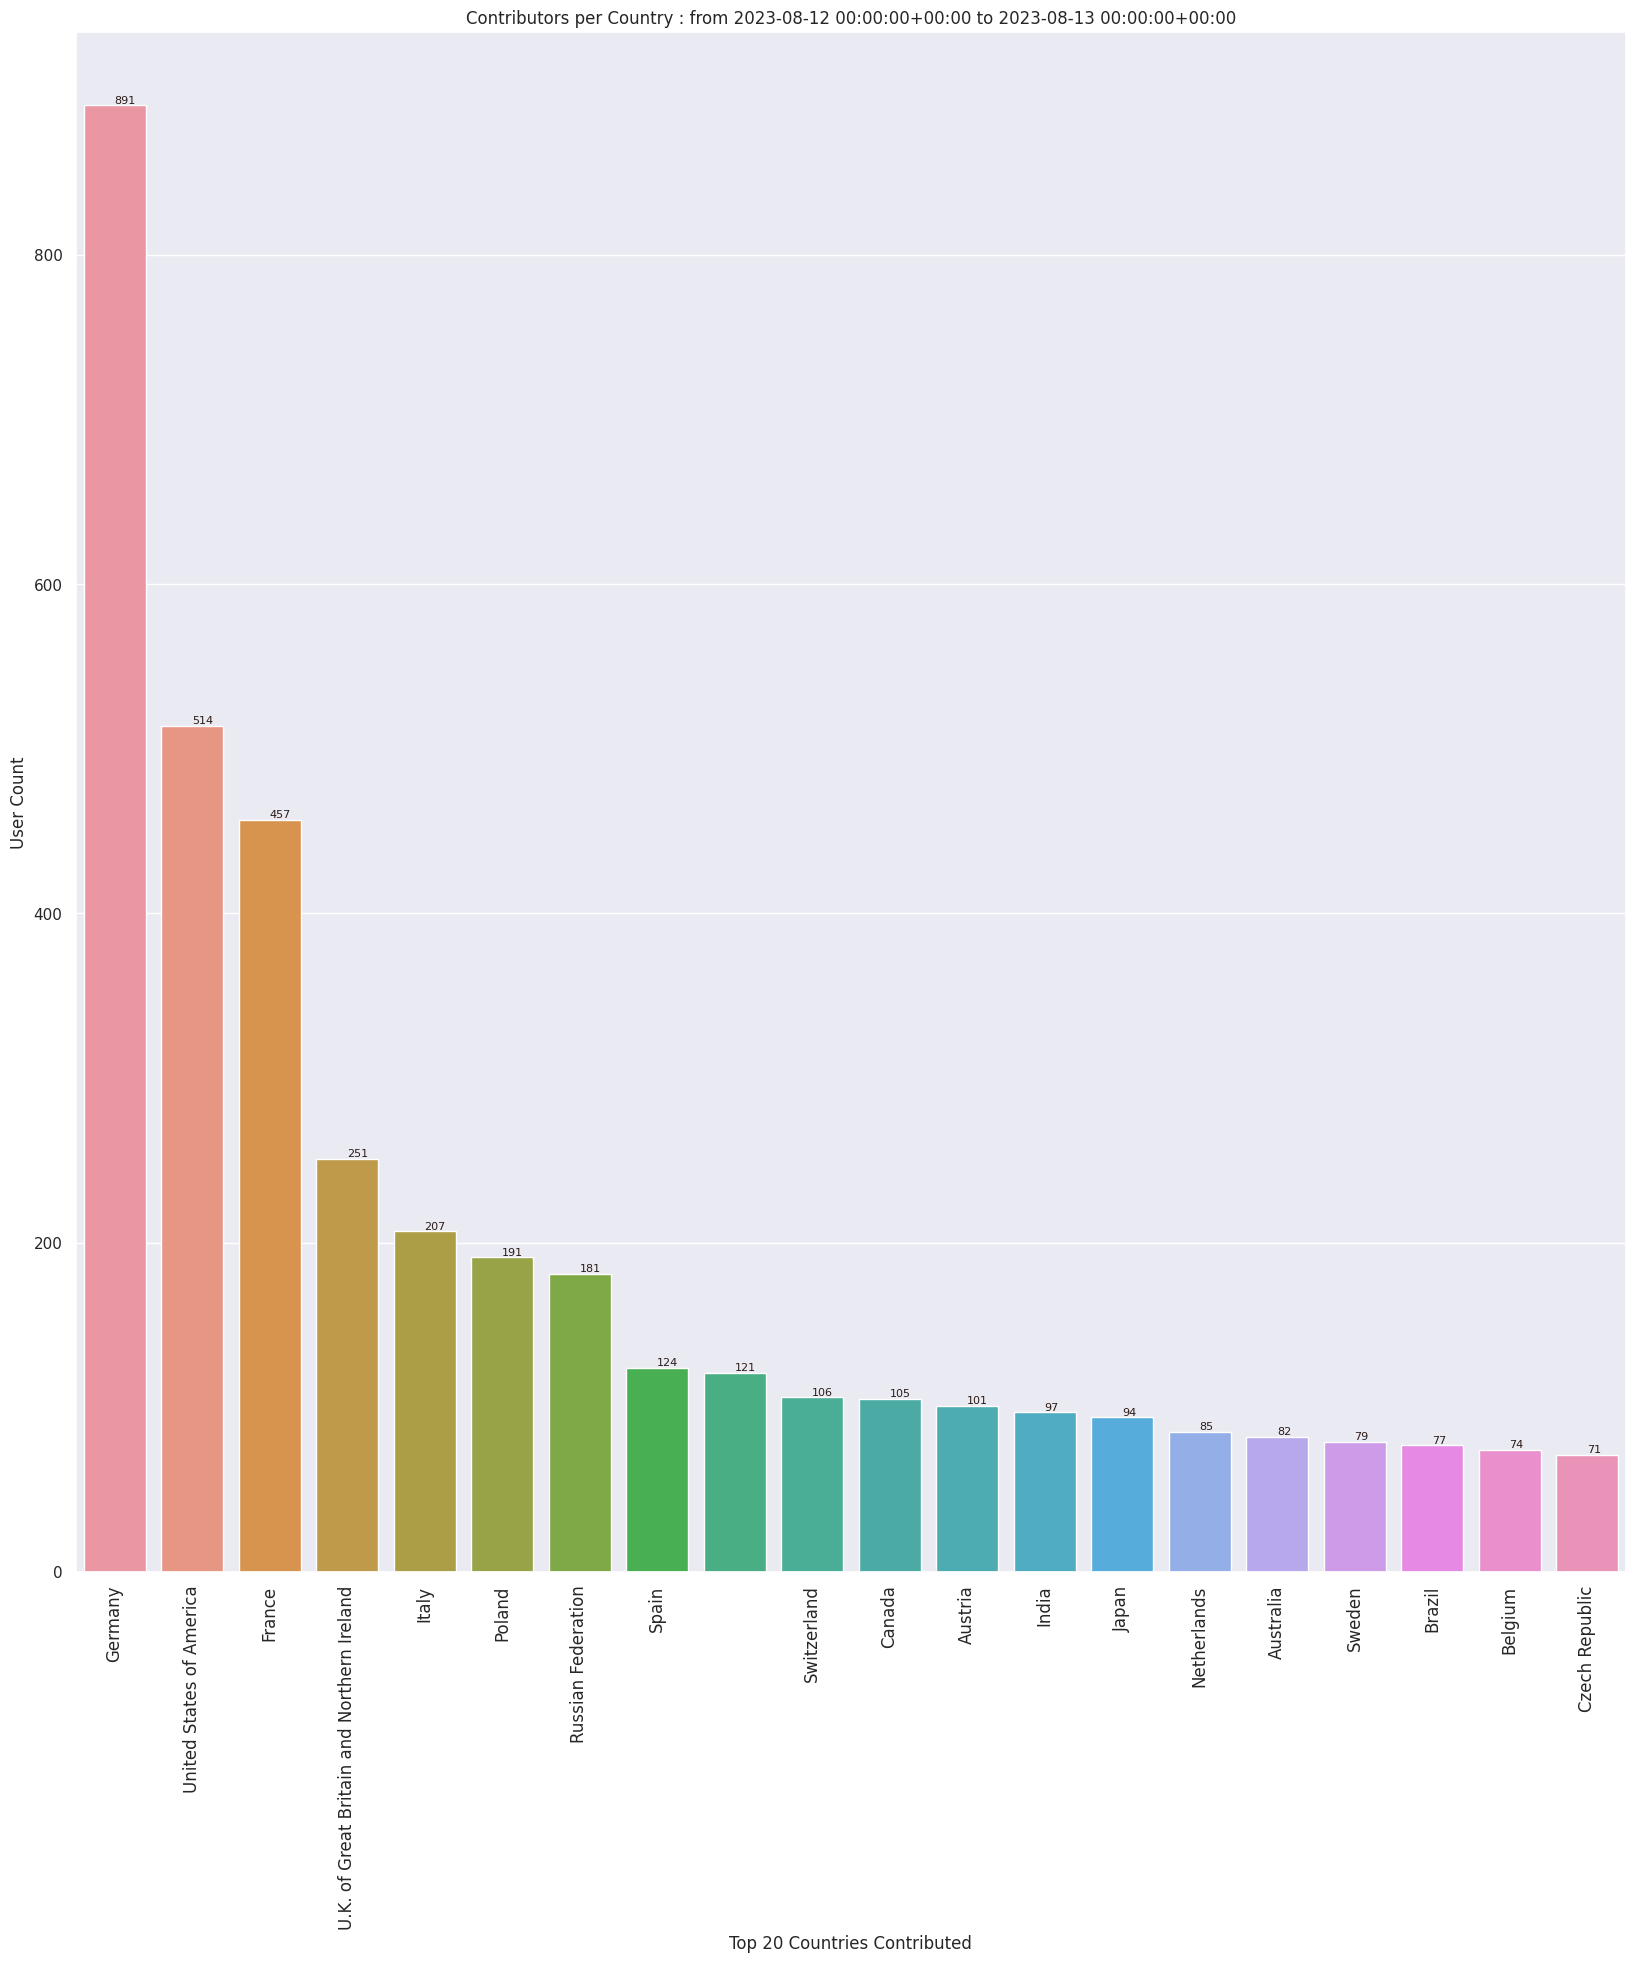 Contributors per Country : from 2023-08-12 00:00:00+00:00 to 2023-08-13 00:00:00+00:00
User Count
800
600
400
200
0
891
514
457
251
207
191
181
124
121
106
105
101
97
94
85
82
79
77
74
71
Germany
United States of America
France
U.K. of Great Britain and Northern Ireland
Italy
Poland
Russian Federation
Spain
Switzerland
Canada
Austria
India
Japan
Netherlands
Australia
Sweden
Brazil
Belgium
Czech Republic
Top 20 Countries Contributed